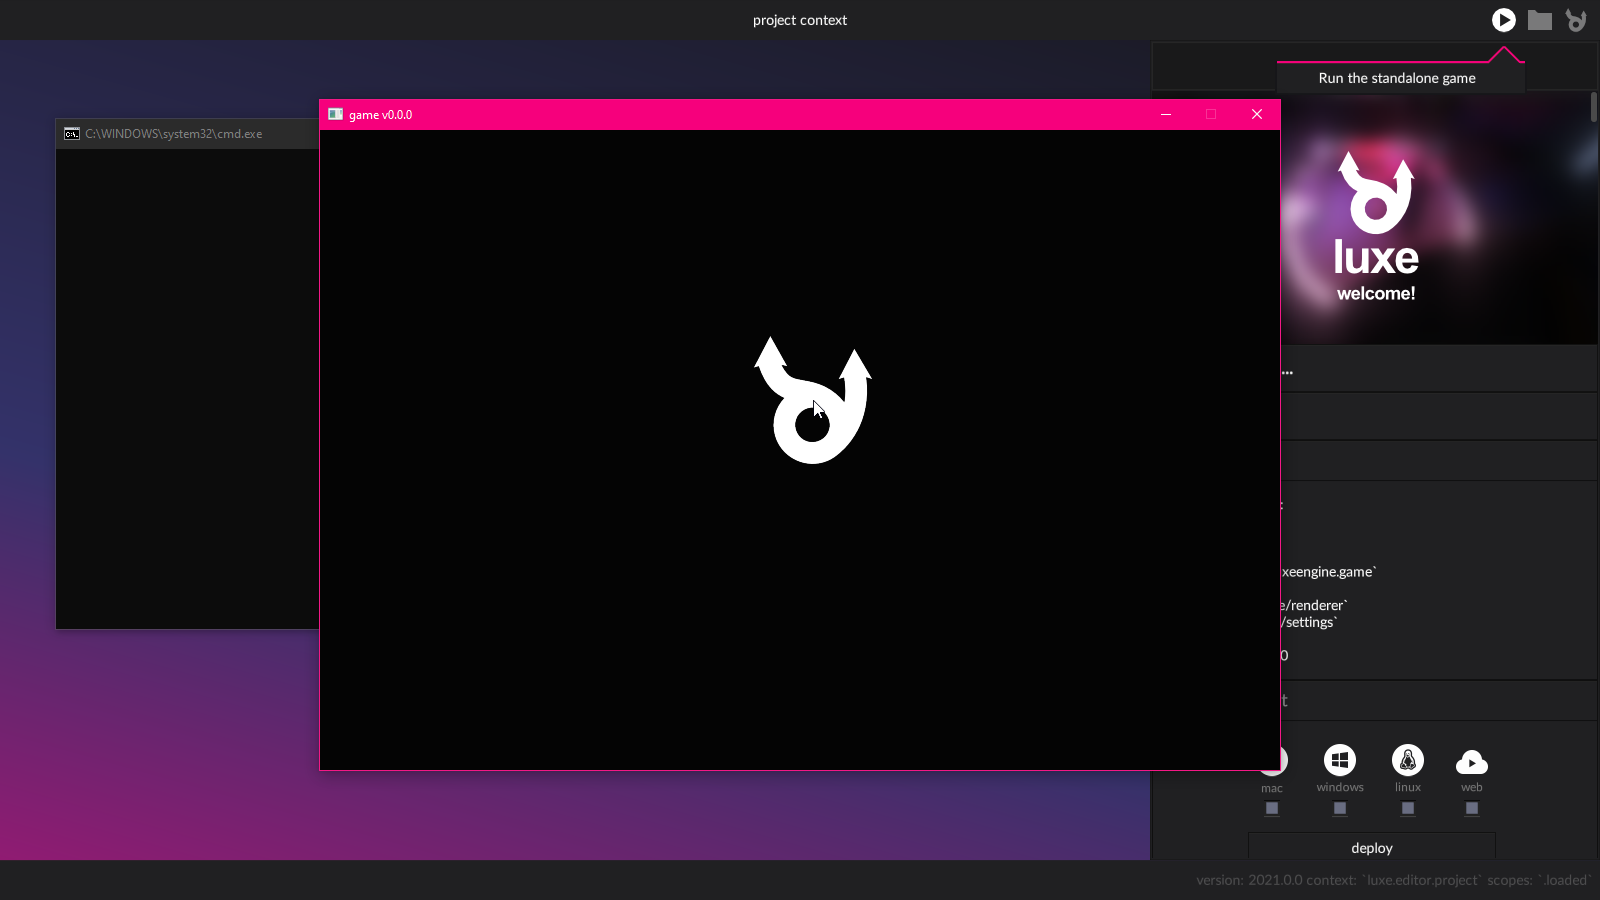 project context
Run the standalone game
C:\WINDOWS\system32\cmd.exe
game v0.0.0
luxe
welcome!
...
:
xeengine.game`
e/renderer`
/settings`
0
t
mac
windows
linux
web
deploy
version: 2021.0.0 context: `luxe.editor.project` scopes: `.loaded`